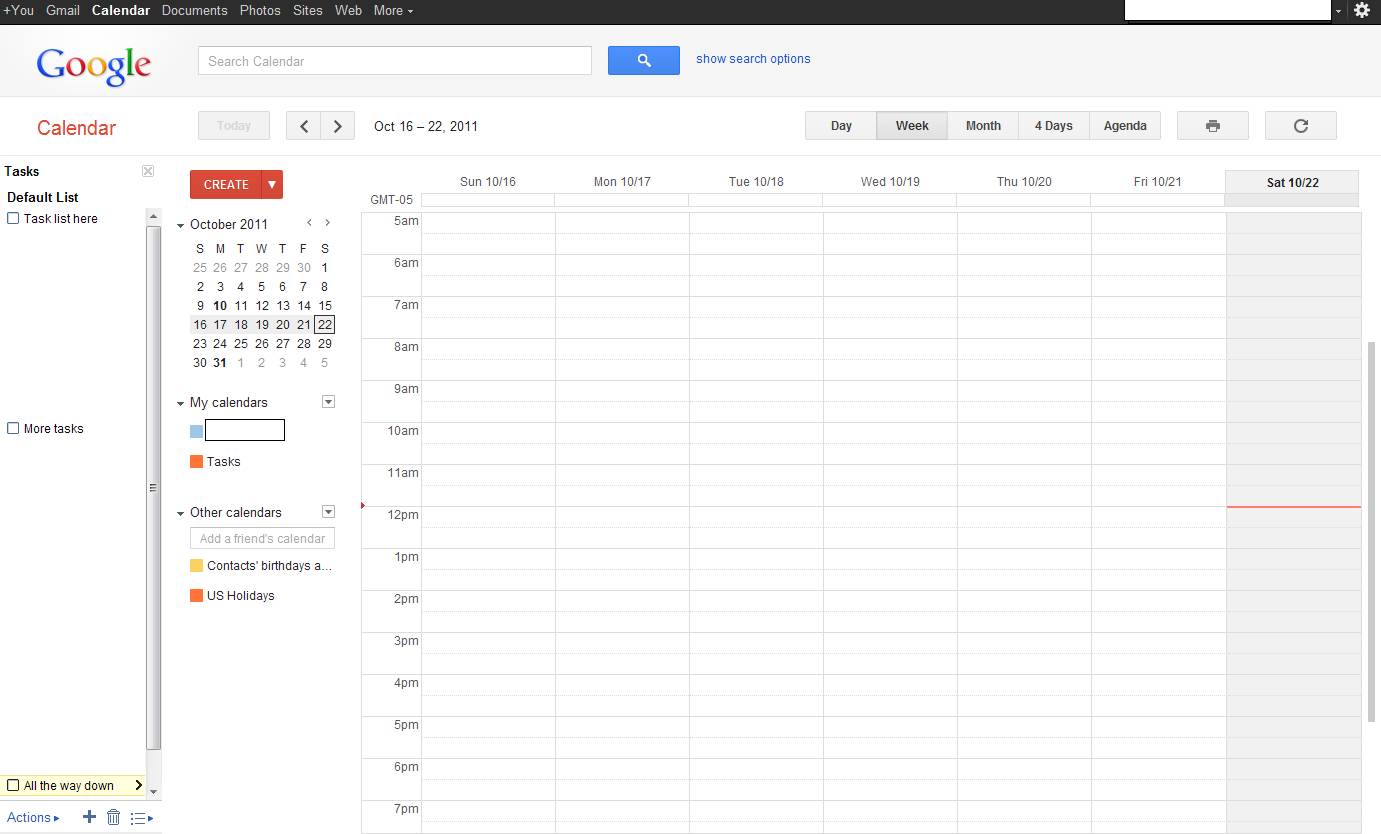 +You Gmail Calendar Documents Photos Sites Web More
Google
Search Calendar
show search options
Calendar
Today
Oct 16 – 22, 2011
Day Week Month 4 Days Agenda
Tasks
Default List
Task list here
More tasks
All the way down
Actions
CREATE
October 2011
S M T W T F S
25 26 27 28 29 30 1
2 3 4 5 6 7 8
9 10 11 12 13 14 15
16 17 18 19 20 21 22
23 24 25 26 27 28 29
30 31 1 2 3 4 5
My calendars
Tasks
Other calendars
Add a friend's calendar
Contacts' birthdays a...
US Holidays
Sun 10/16 Mon 10/17 Tue 10/18 Wed 10/19 Thu 10/20 Fri 10/21 Sat 10/22
GMT-05
5am
6am
7am
8am
9am
10am
11am
12pm
1pm
2pm
3pm
4pm
5pm
6pm
7pm